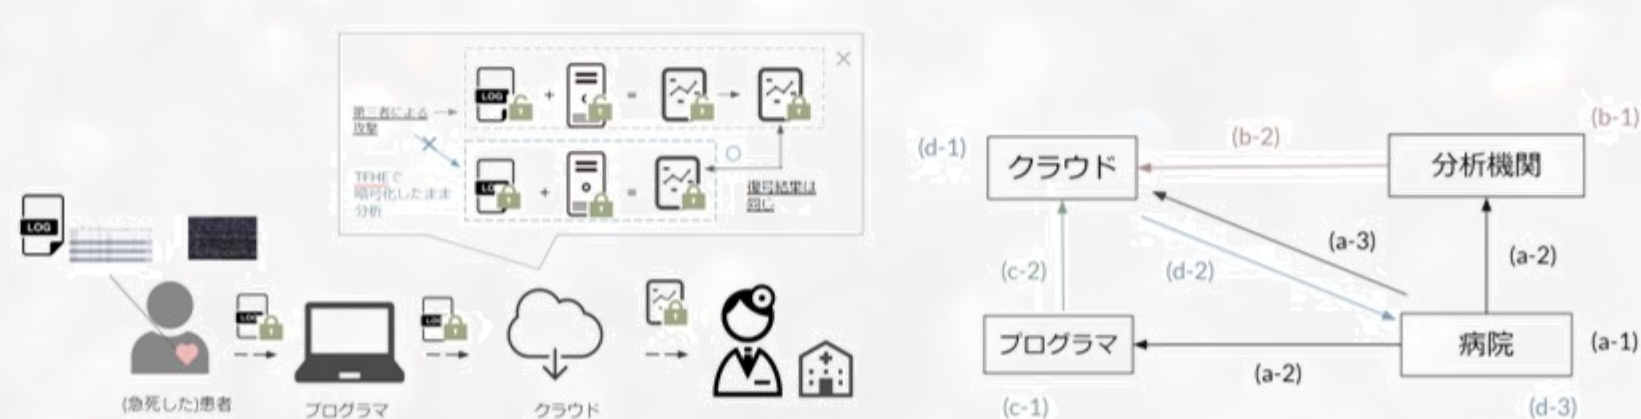 第三者による
攻撃
TFHEで
暗号化したまま
分析
LOG
LOG
復号結果は
同じ
LOG
LOG
LOG
(急死した)患者
プログラマ
クラウド
(d-1)
クラウド
(b-2)
分析機関
(b-1)
(c-2)
(d-2)
(a-3)
(a-2)
プログラマ
(a-2)
病院
(a-1)
(c-1)
(d-3)